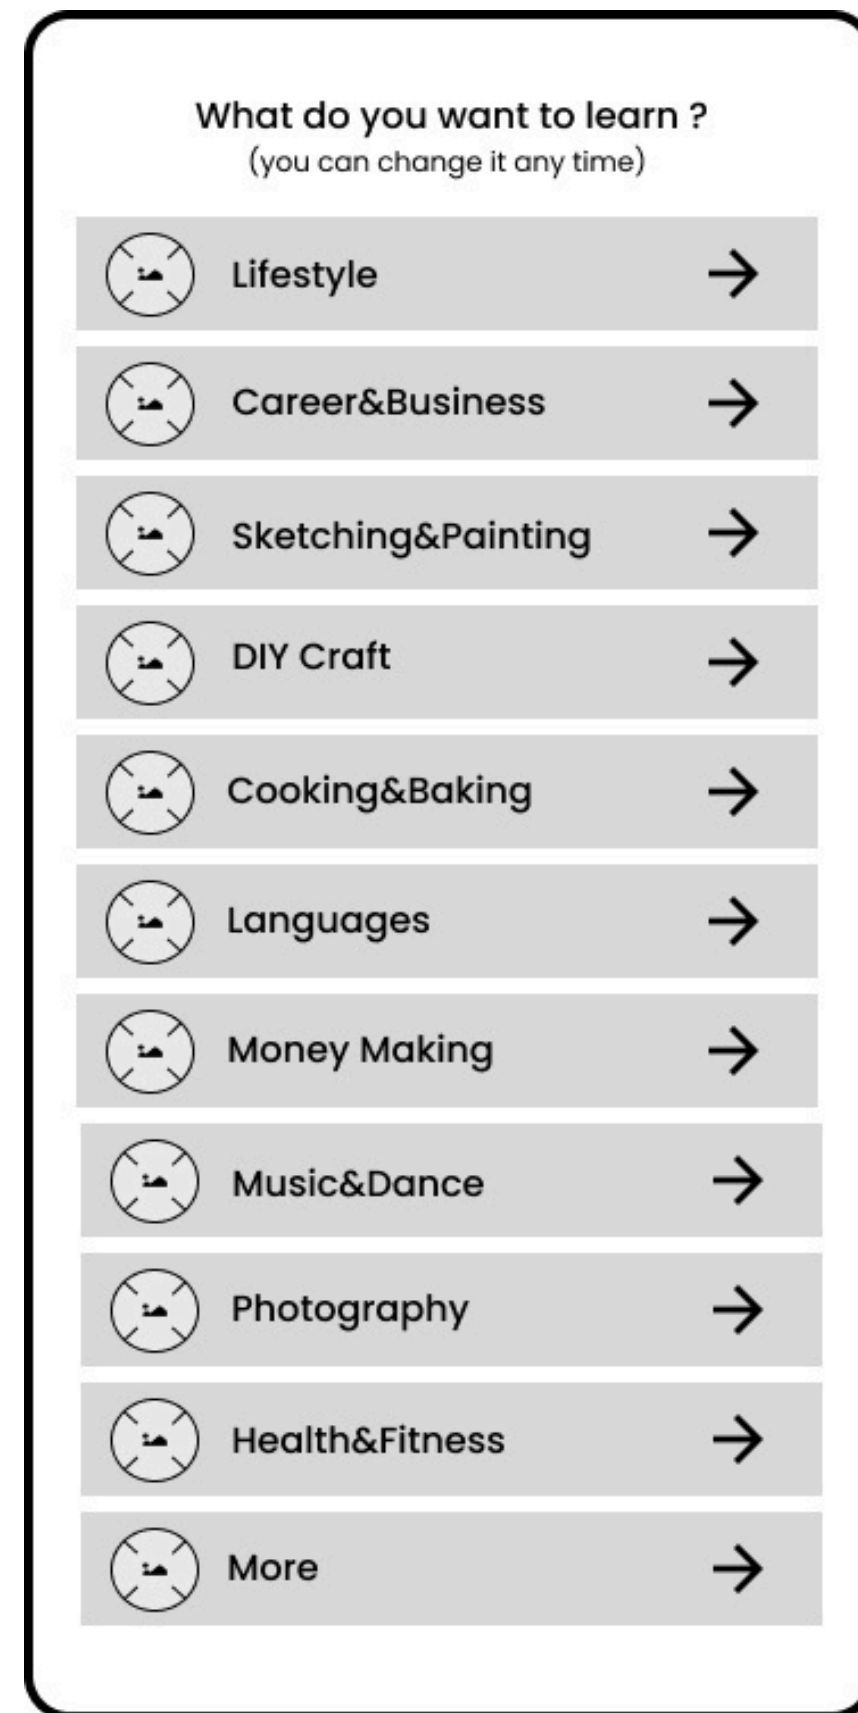 What do you want to learn ?
(you can change it any time)
Lifestyle
Career&Business
Sketching&Painting
DIY Craft
Cooking&Baking
Languages
Money Making
Music&Dance
Photography
Health&Fitness
More